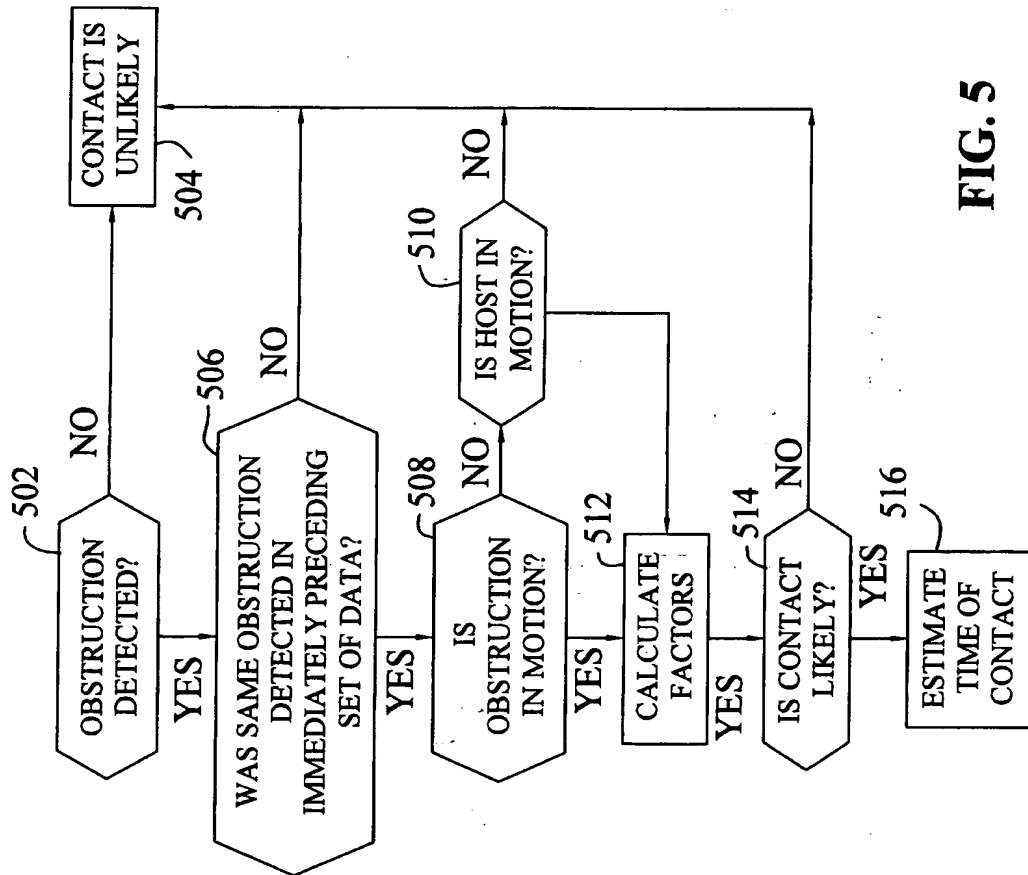 502
OBSTRUCTION
DETECTED?
NO
CONTACT IS
UNLIKELY
504
YES
506
WAS SAME OBSTRUCTION
DETECTED IN
IMMEDIATELY PRECEDING
SET OF DATA?
NO
YES
508
IS
OBSTRUCTION
IN MOTION?
NO
510
IS HOST IN
MOTION?
NO
YES
512
CALCULATE
FACTORS
YES
514
IS CONTACT
LIKELY?
NO
YES
516
ESTIMATE
TIME OF
CONTACT
FIG. 5